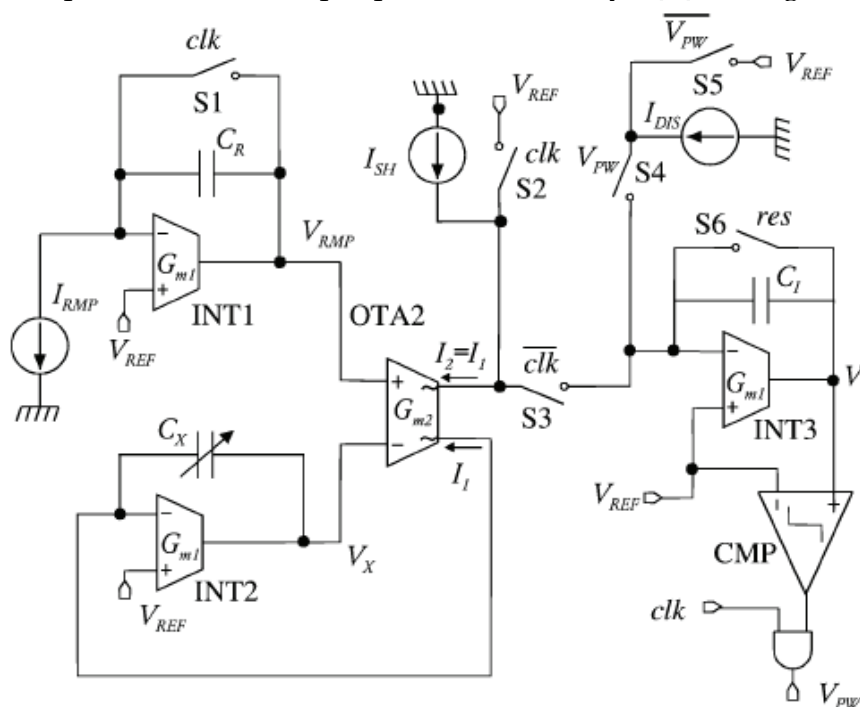 clk
S1
C_R
V_RMP
G_m1
INT1
I_RMP
V_REF
OTA2
C_X
G_m1
INT2
V_X
V_REF
I_SH
V_REF
clk
S2
I_2=I_1
G_m2
I_1
clk
S3
V_PW
S5
V_REF
I_DIS
V_PW
S4
S6
res
C_I
G_m1
INT3
V
V_REF
CMP
clk
V_PW